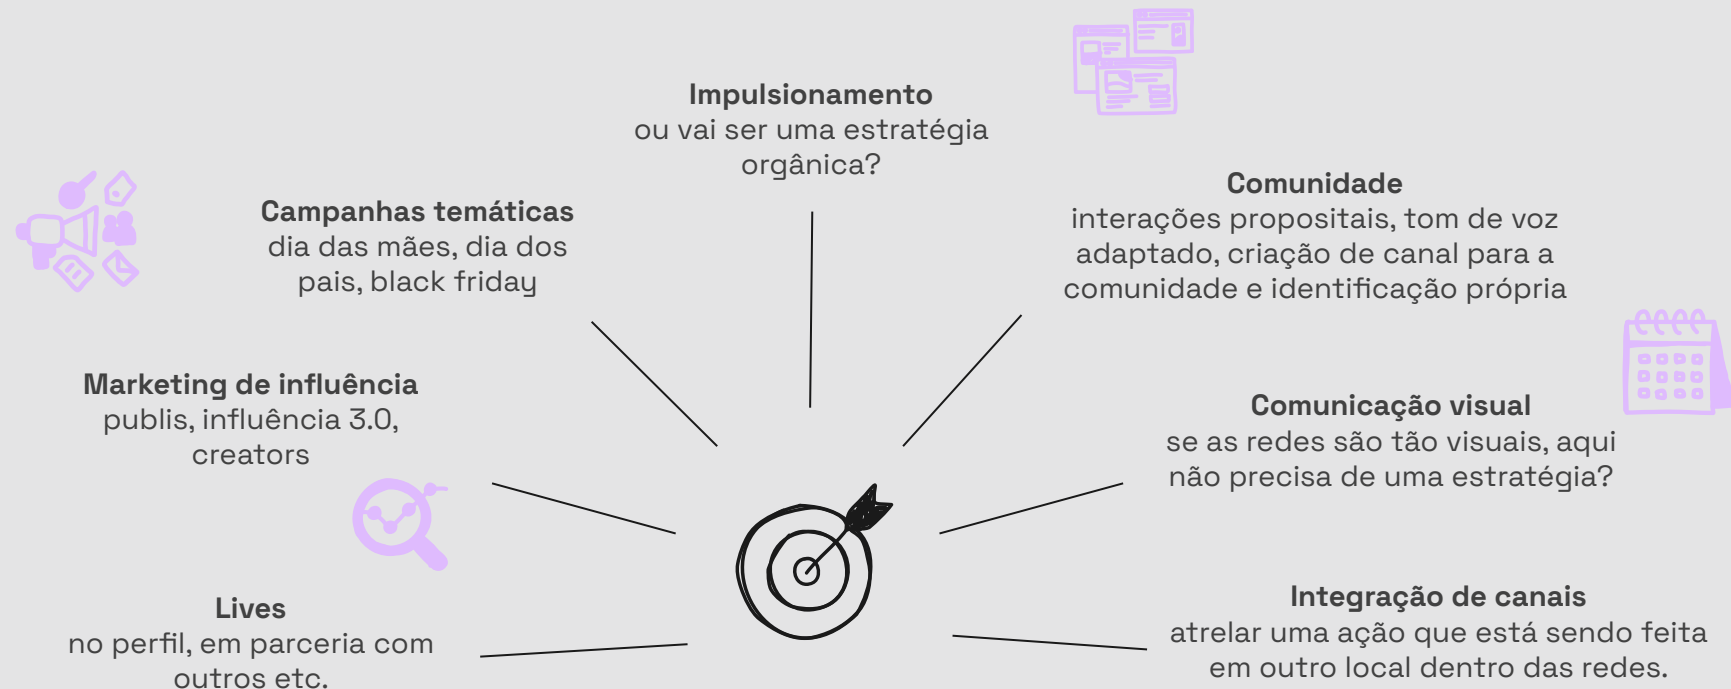 Impulsionamento
ou vai ser uma estratégia
orgânica?
Campanhas temáticas
dia das mães, dia dos
pais, black friday
Comunidade
interações propositais, tom de voz
adaptado, criação de canal para a
comunidade e identificação própria
Marketing de influência
publis, influência 3.0,
creators
Comunicação visual
se as redes são tão visuais, aqui
não precisa de uma estratégia?
Lives
no perfil, em parceria com
outros etc.
Integração de canais
atrelar uma ação que está sendo feita
em outro local dentro das redes.